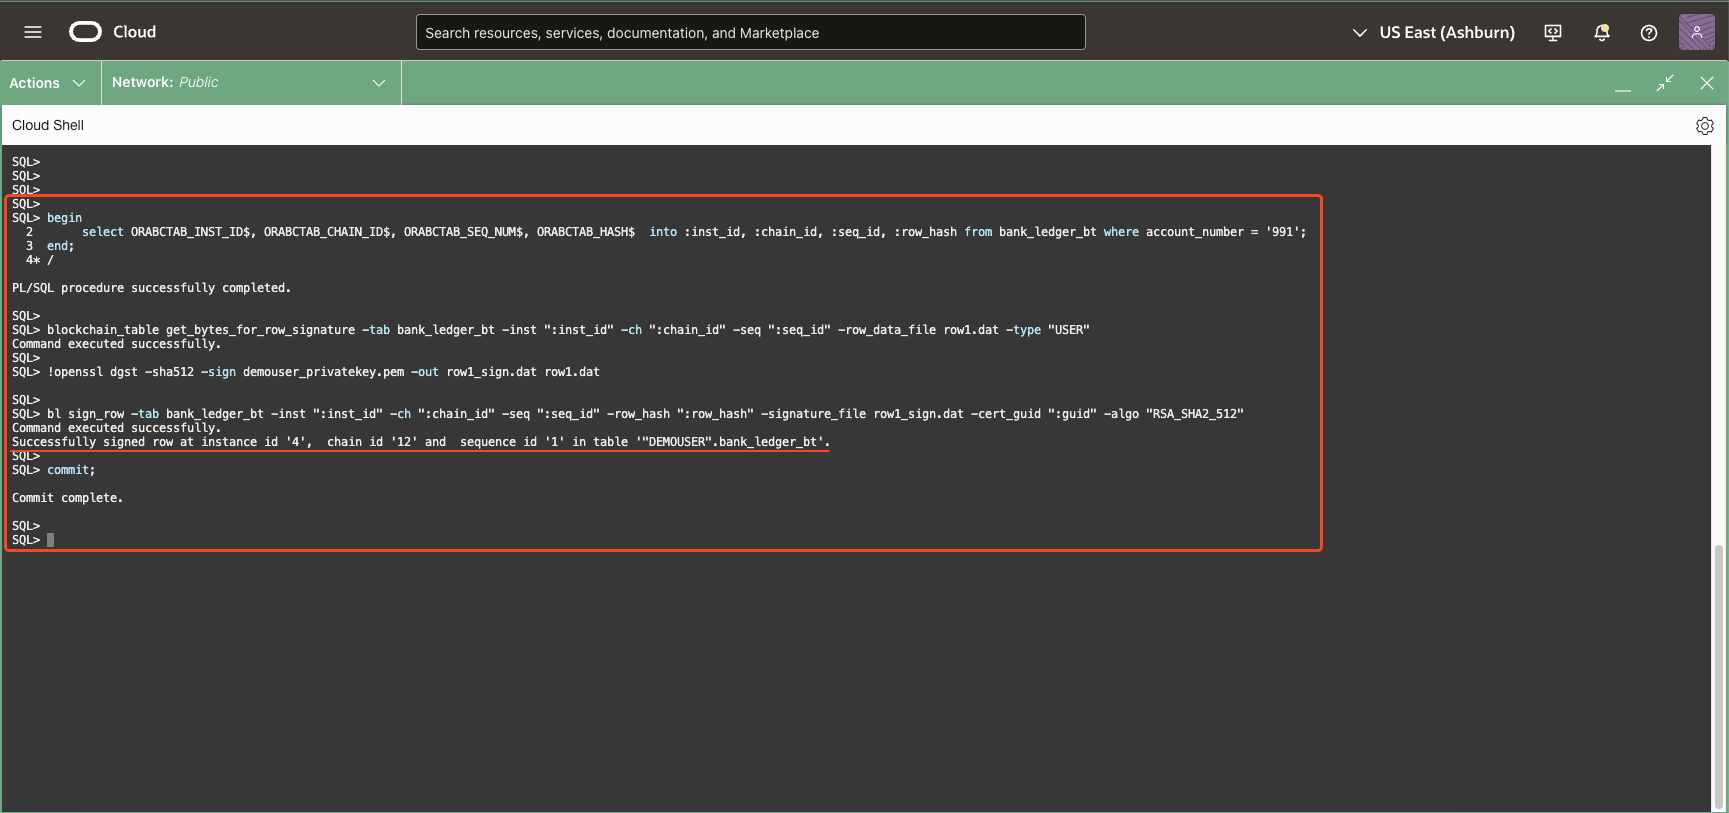 Cloud
Search resources, services, documentation, and Marketplace
US East (Ashburn)
Actions
Network: Public
Cloud Shell
SQL>
SQL>
SQL>
SQL>
SQL> begin
  2       select ORABCTAB_INST_ID$, ORABCTAB_CHAIN_ID$, ORABCTAB_SEQ_NUM$, ORABCTAB_HASH$  into :inst_id, :chain_id, :seq_id, :row_hash from bank_ledger_bt where account_number = '991';
  3  end;
  4* /
PL/SQL procedure successfully completed.
SQL>
SQL> blockchain_table get_bytes_for_row_signature -tab bank_ledger_bt -inst ":inst_id" -ch ":chain_id" -seq ":seq_id" -row_data_file row1.dat -type "USER"
Command executed successfully.
SQL>
SQL> !openssl dgst -sha512 -sign demouser_privatekey.pem -out row1_sign.dat row1.dat
SQL>
SQL> bl sign_row -tab bank_ledger_bt -inst ":inst_id" -ch ":chain_id" -seq ":seq_id" -row_hash ":row_hash" -signature_file row1_sign.dat -cert_guid ":guid" -algo "RSA_SHA2_512"
Command executed successfully.
Successfully signed row at instance id '4',  chain id '12' and  sequence id '1' in table '"DEMOUSER".bank_ledger_bt'.
SQL>
SQL> commit;
Commit complete.
SQL>
SQL>